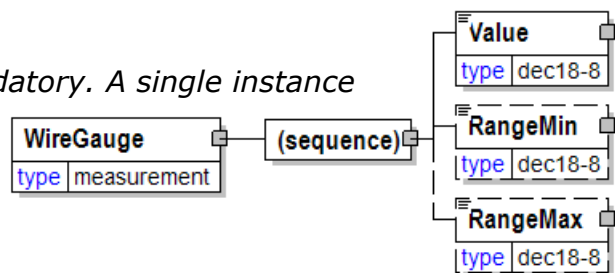 Value
type dec18-8
datory. A single instance
RangeMin
WireGauge
(sequence)
type dec18-8
type measurement
RangeMax
type dec18-8